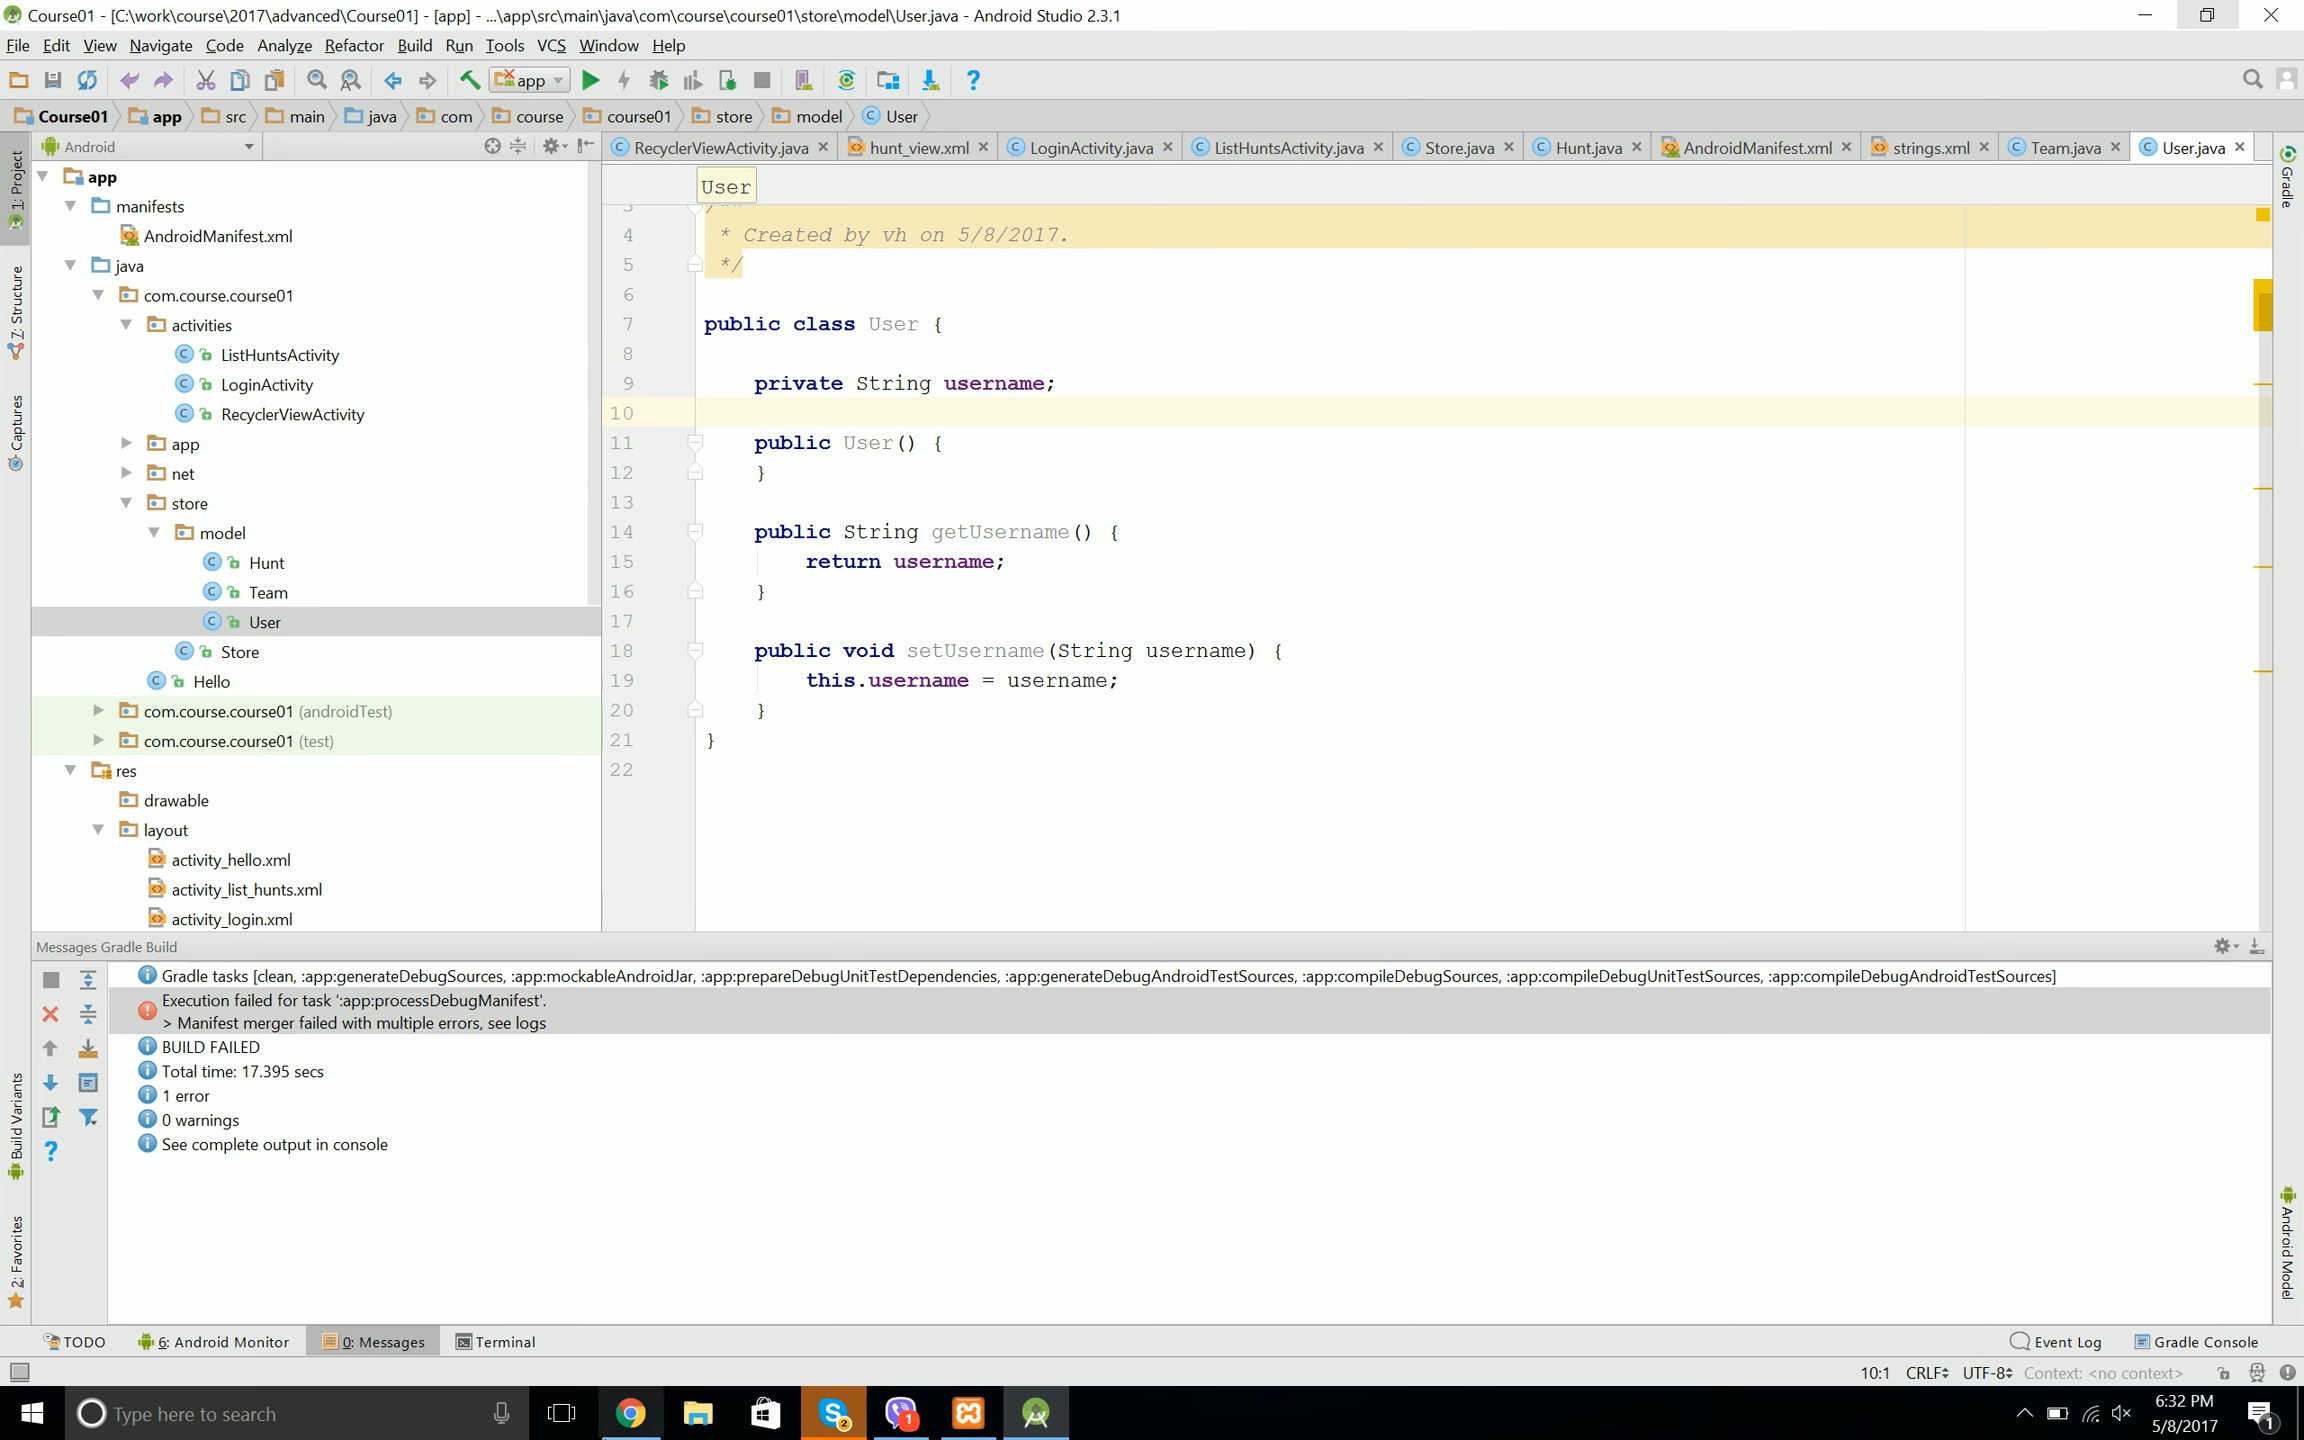 Course01 - [C:\work\course\2017\advanced\Course01] - [app] - ...\app\src\main\java\com\course\course01\store\model\User.java - Android Studio 2.3.1
File Edit View Navigate Code Analyze Refactor Build Run Tools VCS Window Help
app
Course01 app src main java com course course01 store model User
1: Project
7: Structure
Captures
Build Variants
2: Favorites
Android
app
manifests
AndroidManifest.xml
java
com.course.course01
activities
ListHuntsActivity
LoginActivity
RecyclerViewActivity
app
net
store
model
Hunt
Team
User
Store
Hello
com.course.course01 (androidTest)
com.course.course01 (test)
res
drawable
layout
activity_hello.xml
activity_list_hunts.xml
activity_login.xml
RecyclerViewActivity.java hunt_view.xml LoginActivity.java ListHuntsActivity.java Store.java Hunt.java AndroidManifest.xml strings.xml Team.java User.java
User
4 * Created by vh on 5/8/2017.
5 */
6
7 public class User {
8
9 private String username;
10
11 public User() {
12 }
13
14 public String getUsername() {
15 return username;
16 }
17
18 public void setUsername(String username) {
19 this.username = username;
20 }
21 }
22
Gradle
Android Model
Messages Gradle Build
Gradle tasks [clean, :app:generateDebugSources, :app:mockableAndroidJar, :app:prepareDebugUnitTestDependencies, :app:generateDebugAndroidTestSources, :app:compileDebugSources, :app:compileDebugUnitTestSources, :app:compileDebugAndroidTestSources]
Execution failed for task ':app:processDebugManifest'.
> Manifest merger failed with multiple errors, see logs
BUILD FAILED
Total time: 17.395 secs
1 error
0 warnings
See complete output in console
TODO 6: Android Monitor 0: Messages Terminal Event Log Gradle Console
10:1 CRLF UTF-8 Context: <no context>
Type here to search
2
1
6:32 PM
5/8/2017
1